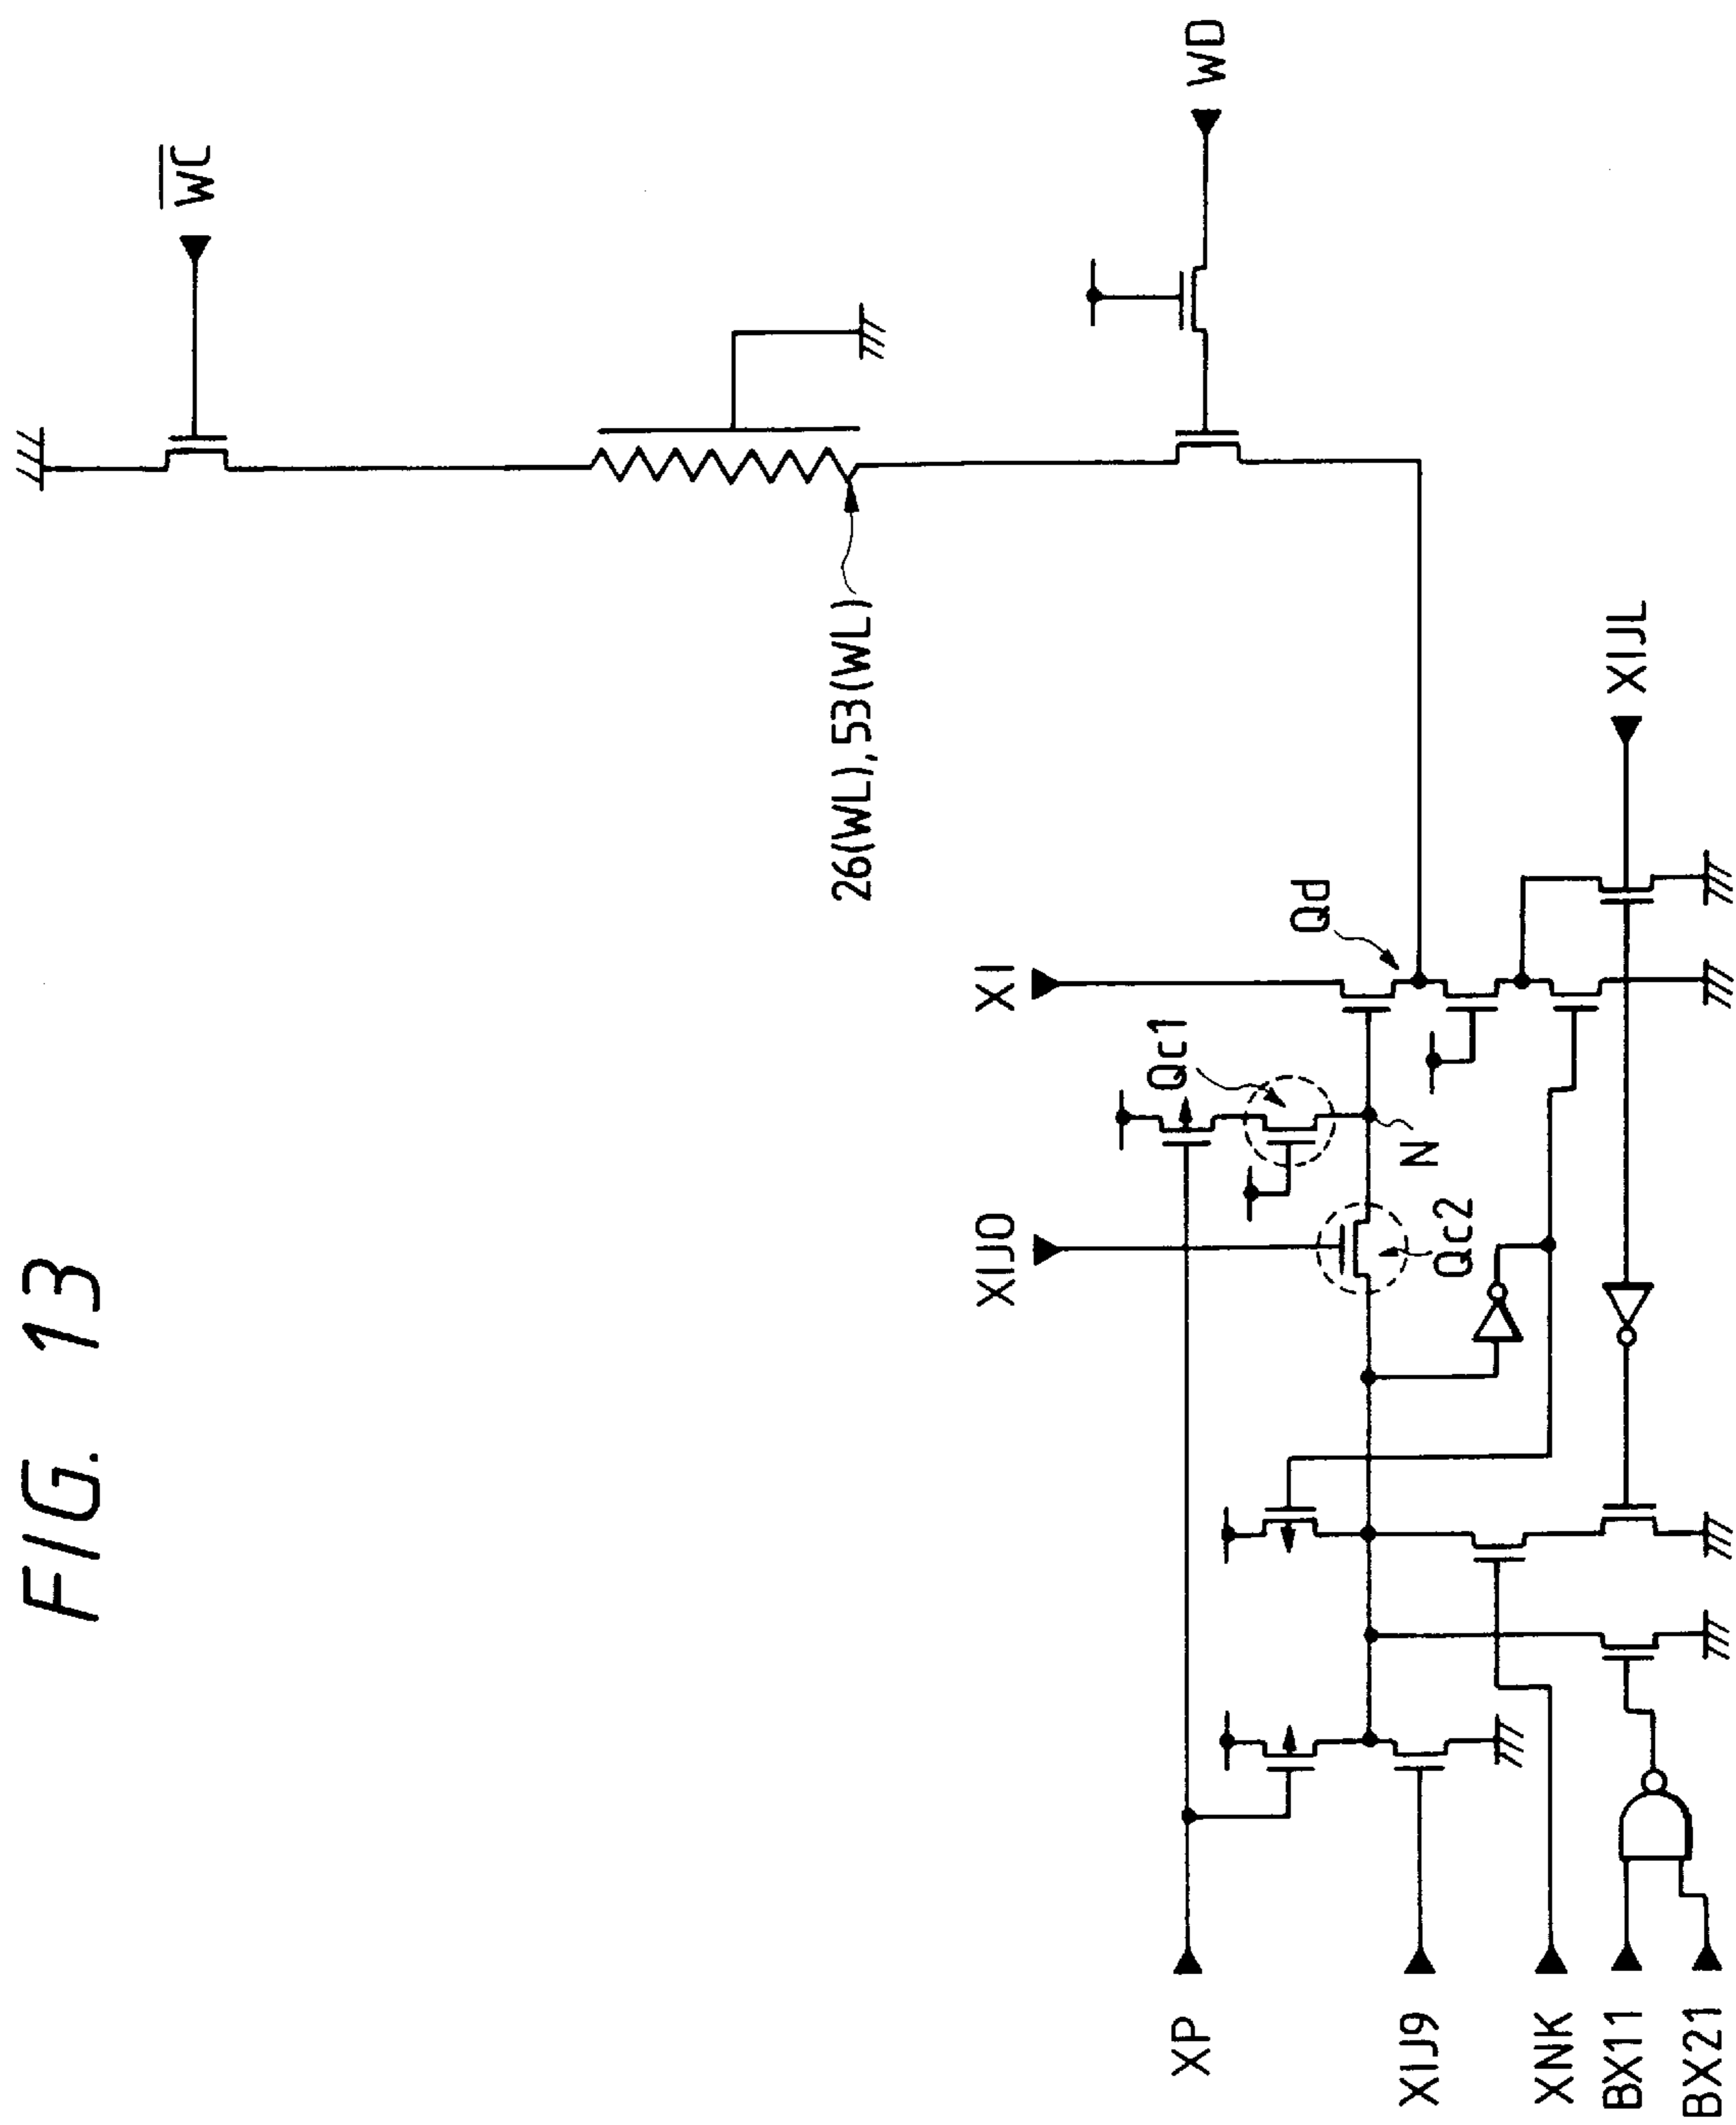 FIG. 13
XP
XIJ9
XNK
BX11
BX21
XIJ0
XI
Qc1
Qc2
N
Qd
XIJL
26(WL), 53(WL)
WC
WD